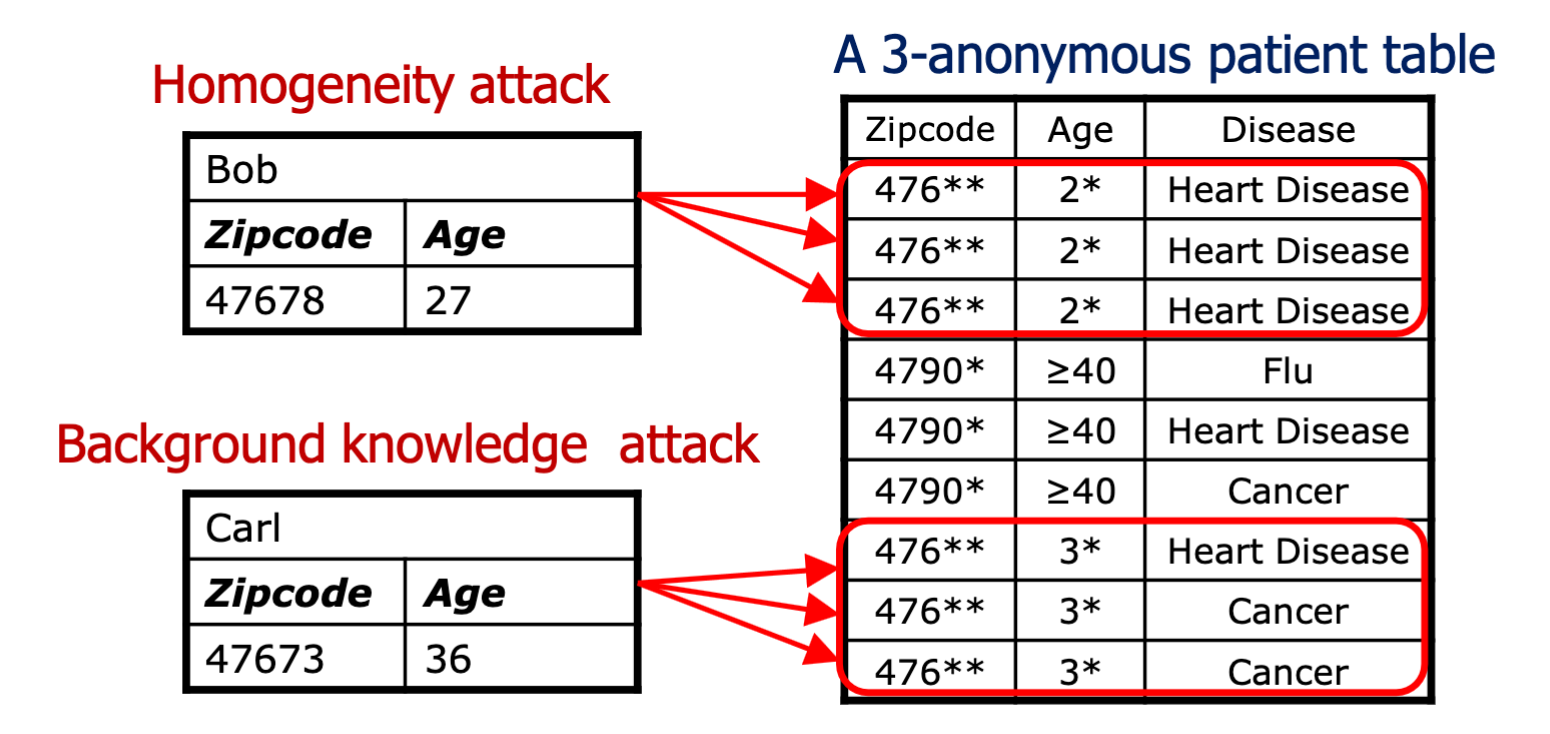 Homogeneity attack
Bob
Zipcode Age
47678 27
Background knowledge attack
Carl
Zipcode Age
47673 36
A 3-anonymous patient table
Zipcode Age Disease
476** 2* Heart Disease
476** 2* Heart Disease
476** 2* Heart Disease
4790* ≥40 Flu
4790* ≥40 Heart Disease
4790* ≥40 Cancer
476** 3* Heart Disease
476** 3* Cancer
476** 3* Cancer